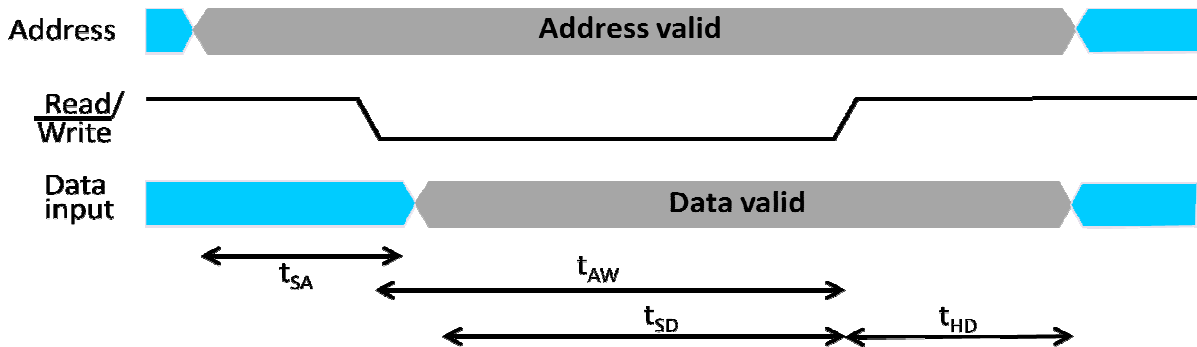 Address
Address valid
Read/
Write
Data
input
Data valid
tSA
tAW
tSD
tHD